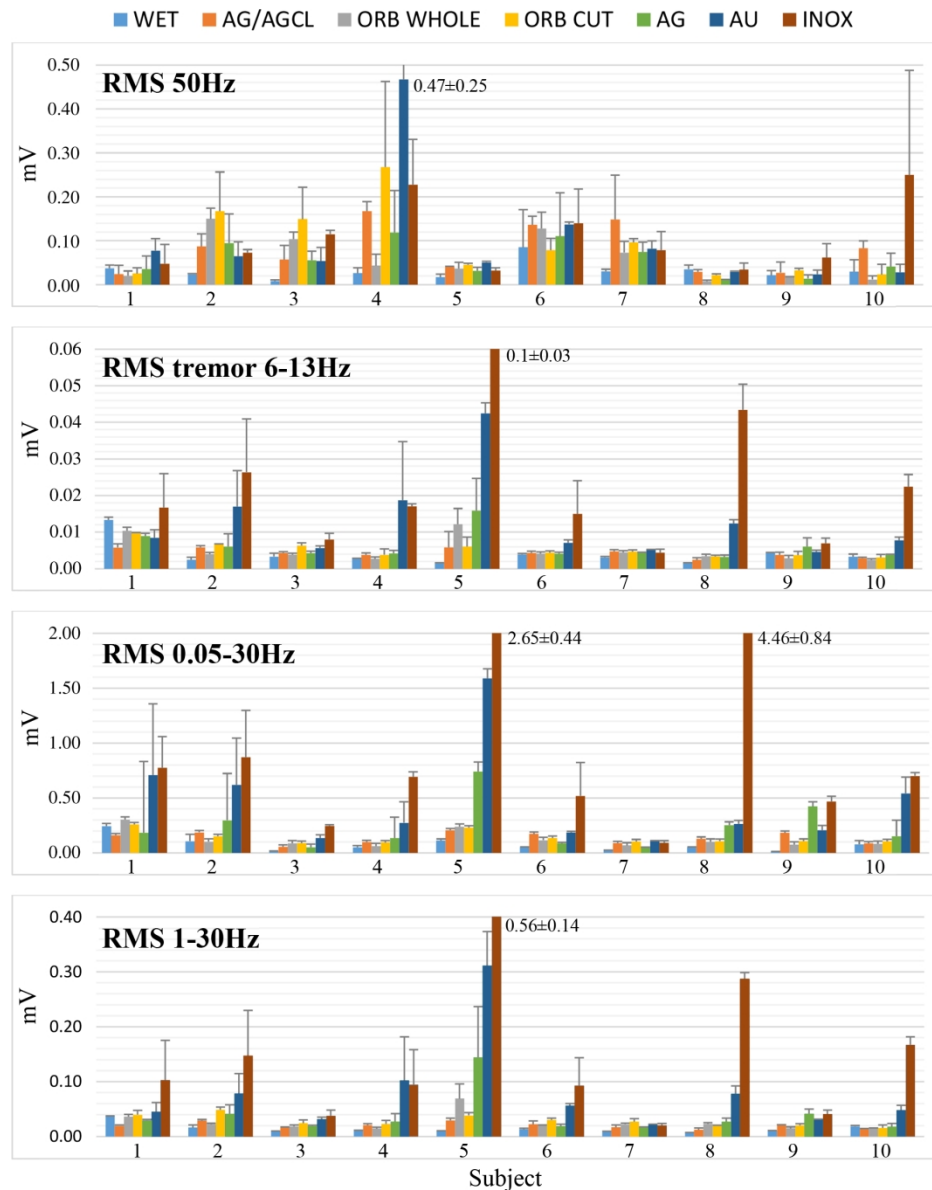 WET AG/AGCL ORB WHOLE ORB CUT AG AU INOX
RMS 50Hz
0.47±0.25
mV
0.50
0.40
0.30
0.20
0.10
0.00
1 2 3 4 5 6 7 8 9 10
RMS tremor 6-13Hz
0.1±0.03
mV
0.06
0.05
0.04
0.03
0.02
0.01
0.00
1 2 3 4 5 6 7 8 9 10
RMS 0.05-30Hz
2.65±0.44 4.46±0.84
mV
2.00
1.50
1.00
0.50
0.00
1 2 3 4 5 6 7 8 9 10
RMS 1-30Hz
0.56±0.14
mV
0.40
0.30
0.20
0.10
0.00
1 2 3 4 5 6 7 8 9 10
Subject